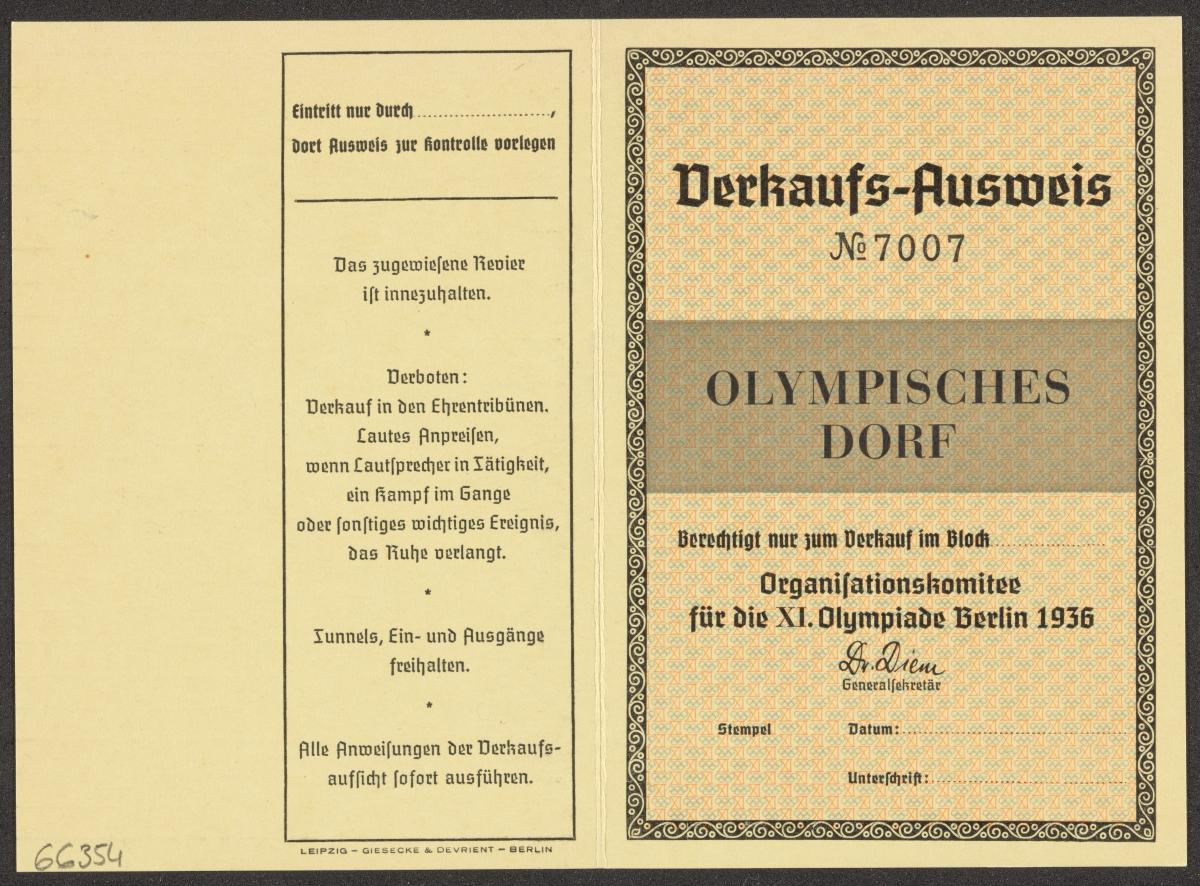 Eintritt nur durch ........................,
dort Ausweis zur Kontrolle vorlegen
Das zugewieſene Revier
iſt innezuhalten.
*
Verboten:
Verkauf in den Ehrentribünen.
Lautes Anpreiſen,
wenn Lautſprecher in Tätigkeit,
ein Kampf im Gange
oder ſonſtiges wichtiges Ereignis,
das Ruhe verlangt.
*
Tunnels, Ein- und Ausgänge
freihalten.
*
Alle Anweiſungen der Verkaufs-
aufſicht ſofort ausführen.
LEIPZIG – GIESECKE & DEVRIENT – BERLIN
66354
Verkaufs-Ausweis
№ 7007
OLYMPISCHES
DORF
Berechtigt nur zum Verkauf im Block ....................
Organiſationskomitee
für die XI. Olympiade Berlin 1936
Dr. Diem
Generalſekretär
Stempel Datum: ........................................
Unterſchrift: ...................................